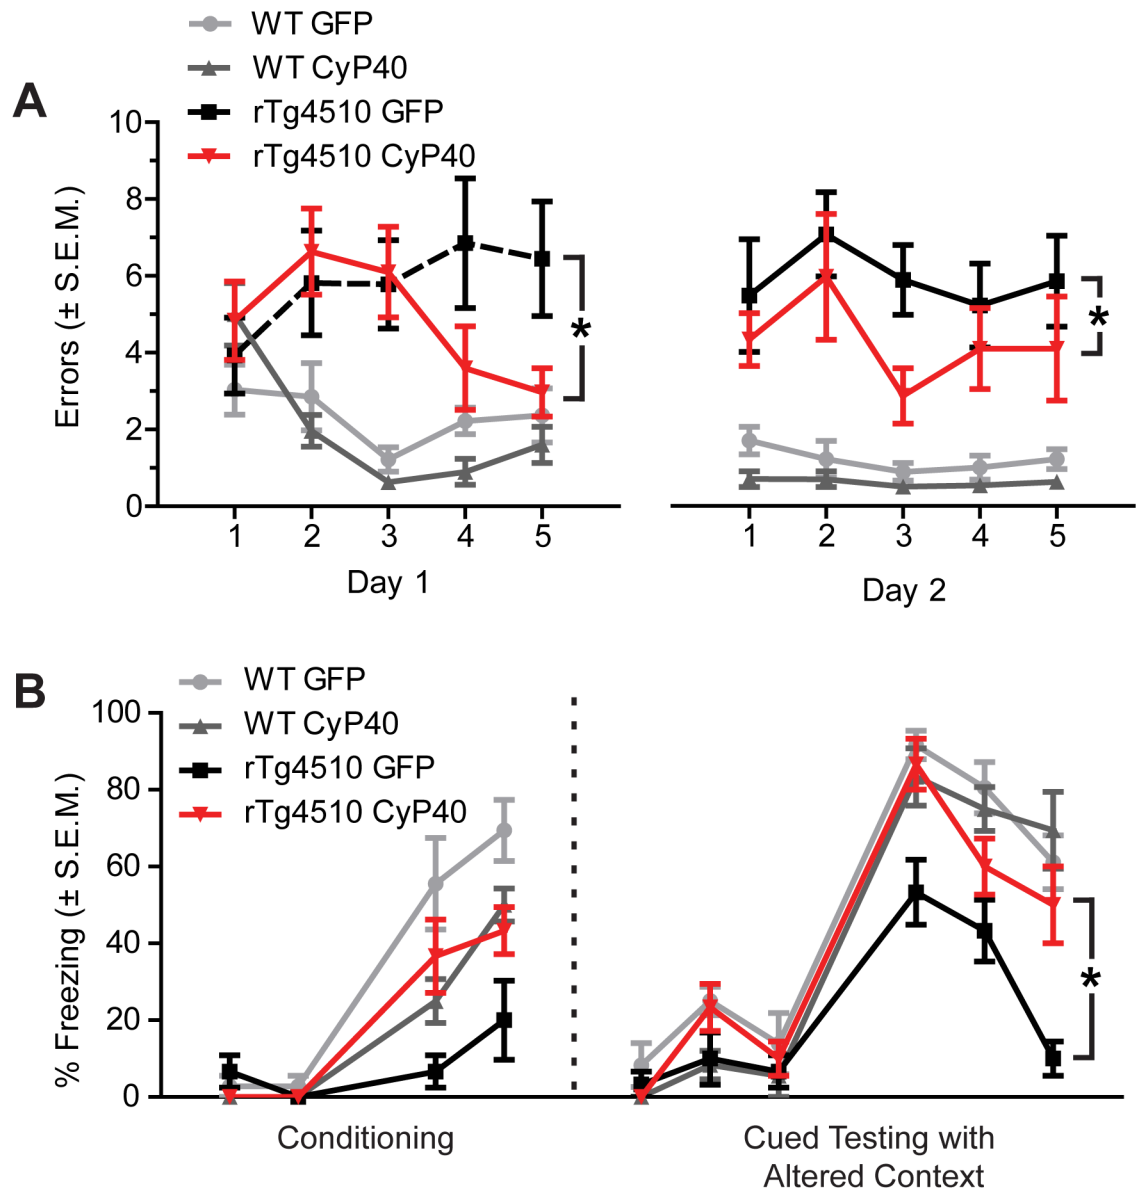 A
WT GFP
WT CyP40
rTg4510 GFP
rTg4510 CyP40
Errors (± S.E.M.)
10
8
6
4
2
0
*
*
1 2 3 4 5
1 2 3 4 5
Day 1
Day 2
B
WT GFP
WT CyP40
rTg4510 GFP
rTg4510 CyP40
% Freezing (± S.E.M.)
100
80
60
40
20
0
*
Conditioning
Cued Testing with
Altered Context